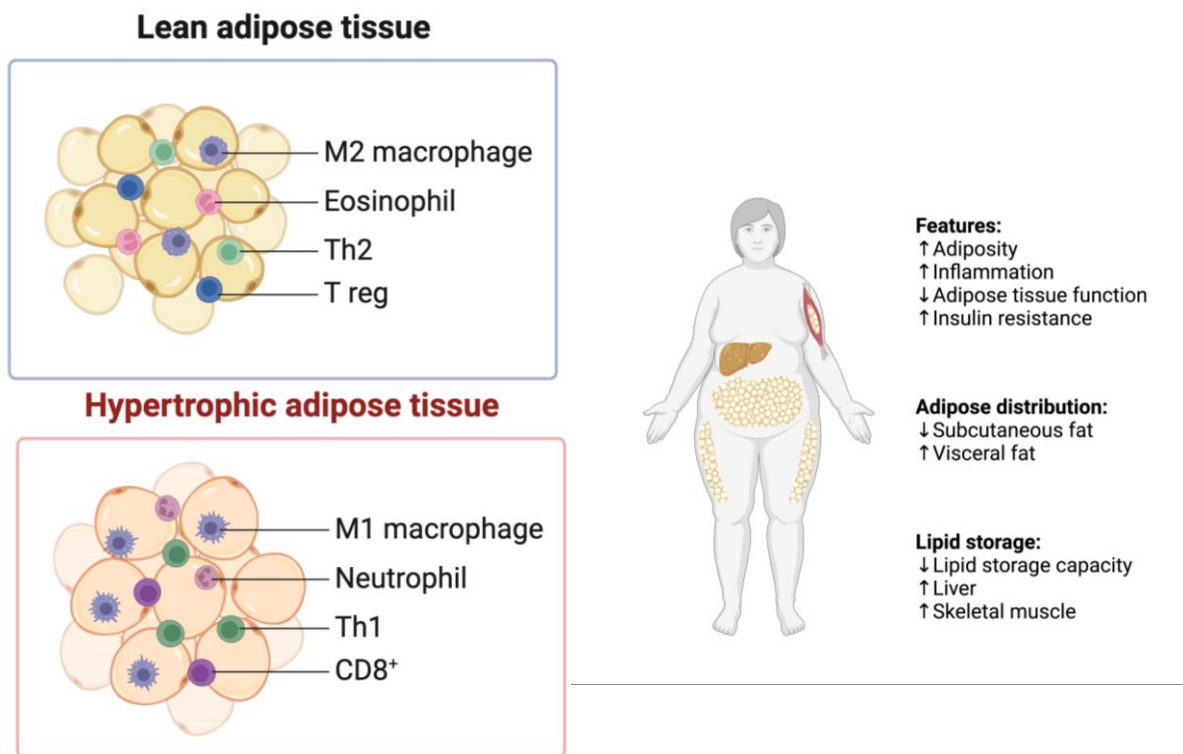 Lean adipose tissue
M2 macrophage
Eosinophil
Th2
T reg
Hypertrophic adipose tissue
M1 macrophage
Neutrophil
Th1
CD8⁺
Features:
↑Adiposity
↑Inflammation
↓Adipose tissue function
↑Insulin resistance
Adipose distribution:
↓Subcutaneous fat
↑Visceral fat
Lipid storage:
↓Lipid storage capacity
↑Liver
↑Skeletal muscle